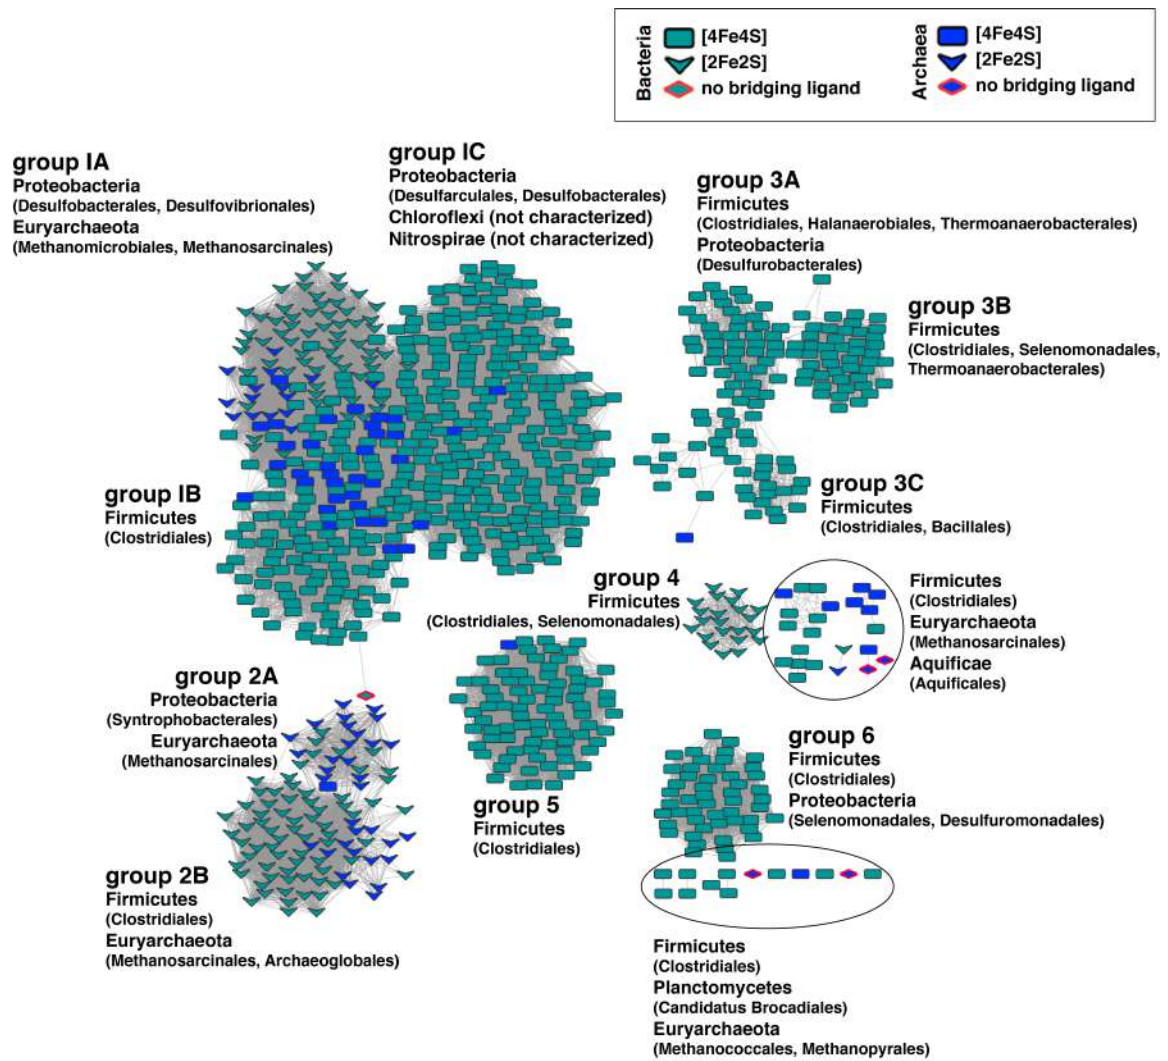 Bacteria
[4Fe4S]
[2Fe2S]
no bridging ligand
Archaea
[4Fe4S]
[2Fe2S]
no bridging ligand
group IA
Proteobacteria
(Desulfobacterales, Desulfovibrionales)
Euryarchaeota
(Methanomicrobiales, Methanosarcinales)
group IC
Proteobacteria
(Desulfarculales, Desulfobacterales)
Chloroflexi (not characterized)
Nitrospirae (not characterized)
group 3A
Firmicutes
(Clostridiales, Halanaerobiales, Thermoanaerobacterales)
Proteobacteria
(Desulfurobacterales)
group 3B
Firmicutes
(Clostridiales, Selenomonadales,
Thermoanaerobacterales)
group IB
Firmicutes
(Clostridiales)
group 3C
Firmicutes
(Clostridiales, Bacillales)
group 4
Firmicutes
(Clostridiales, Selenomonadales)
Firmicutes
(Clostridiales)
Euryarchaeota
(Methanosarcinales)
Aquificae
(Aquificales)
group 2A
Proteobacteria
(Syntrophobacterales)
Euryarchaeota
(Methanosarcinales)
group 5
Firmicutes
(Clostridiales)
group 6
Firmicutes
(Clostridiales)
Proteobacteria
(Selenomonadales, Desulfuromonadales)
group 2B
Firmicutes
(Clostridiales)
Euryarchaeota
(Methanosarcinales, Archaeoglobales)
Firmicutes
(Clostridiales)
Planctomycetes
(Candidatus Brocadiales)
Euryarchaeota
(Methanococcales, Methanopyrales)